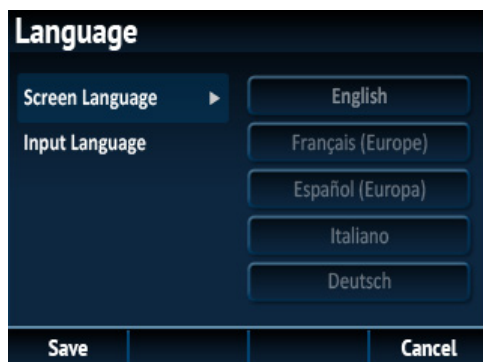 Language
Screen Language
Input Language
English
Français (Europe)
Español (Europa)
Italiano
Deutsch
Save
Cancel